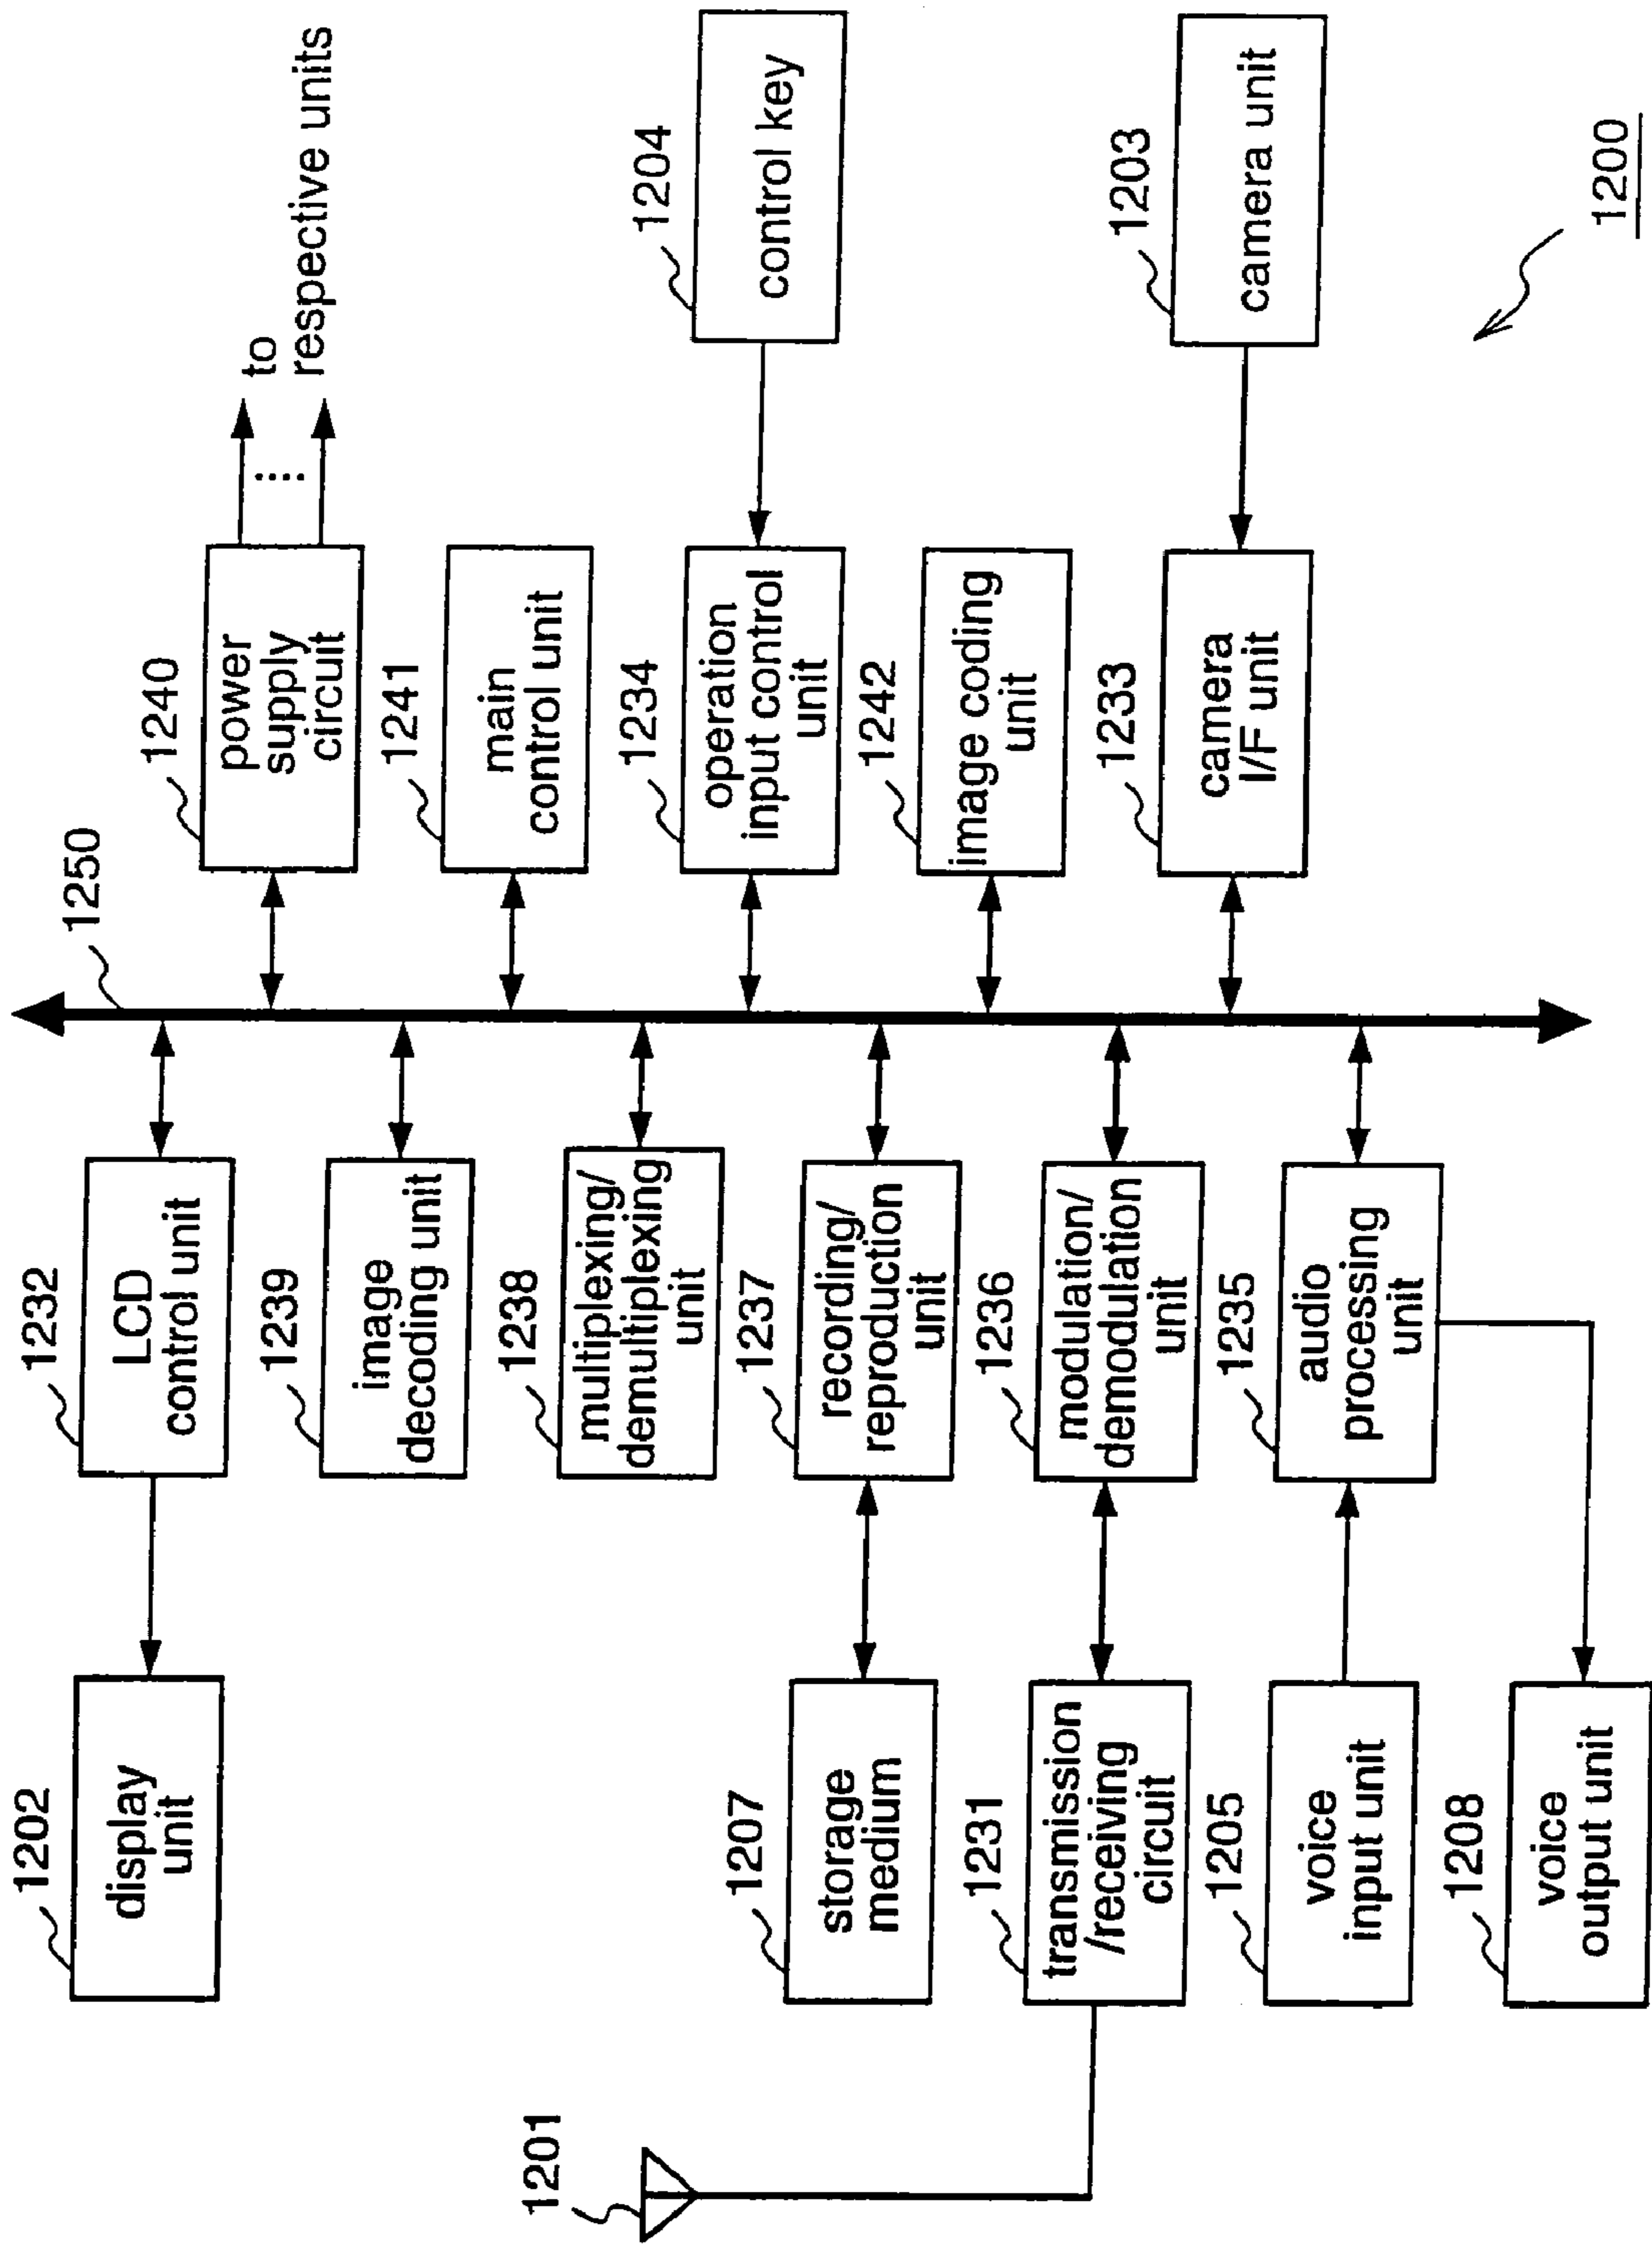 1201
1202
display
unit
1207
storage
medium
1231
transmission
/receiving
circuit
1205
voice
input unit
1208
voice
output unit
1232
LCD
control unit
1239
image
decoding unit
1238
multiplexing/
demultiplexing
unit
1237
recording/
reproduction
unit
1236
modulation/
demodulation
unit
1235
audio
processing
unit
1250
1240
power
supply
circuit
to
respective units
1241
main
control unit
1234
operation
input control
unit
1204
control key
1242
image coding
unit
1233
camera
I/F unit
1203
camera unit
1200